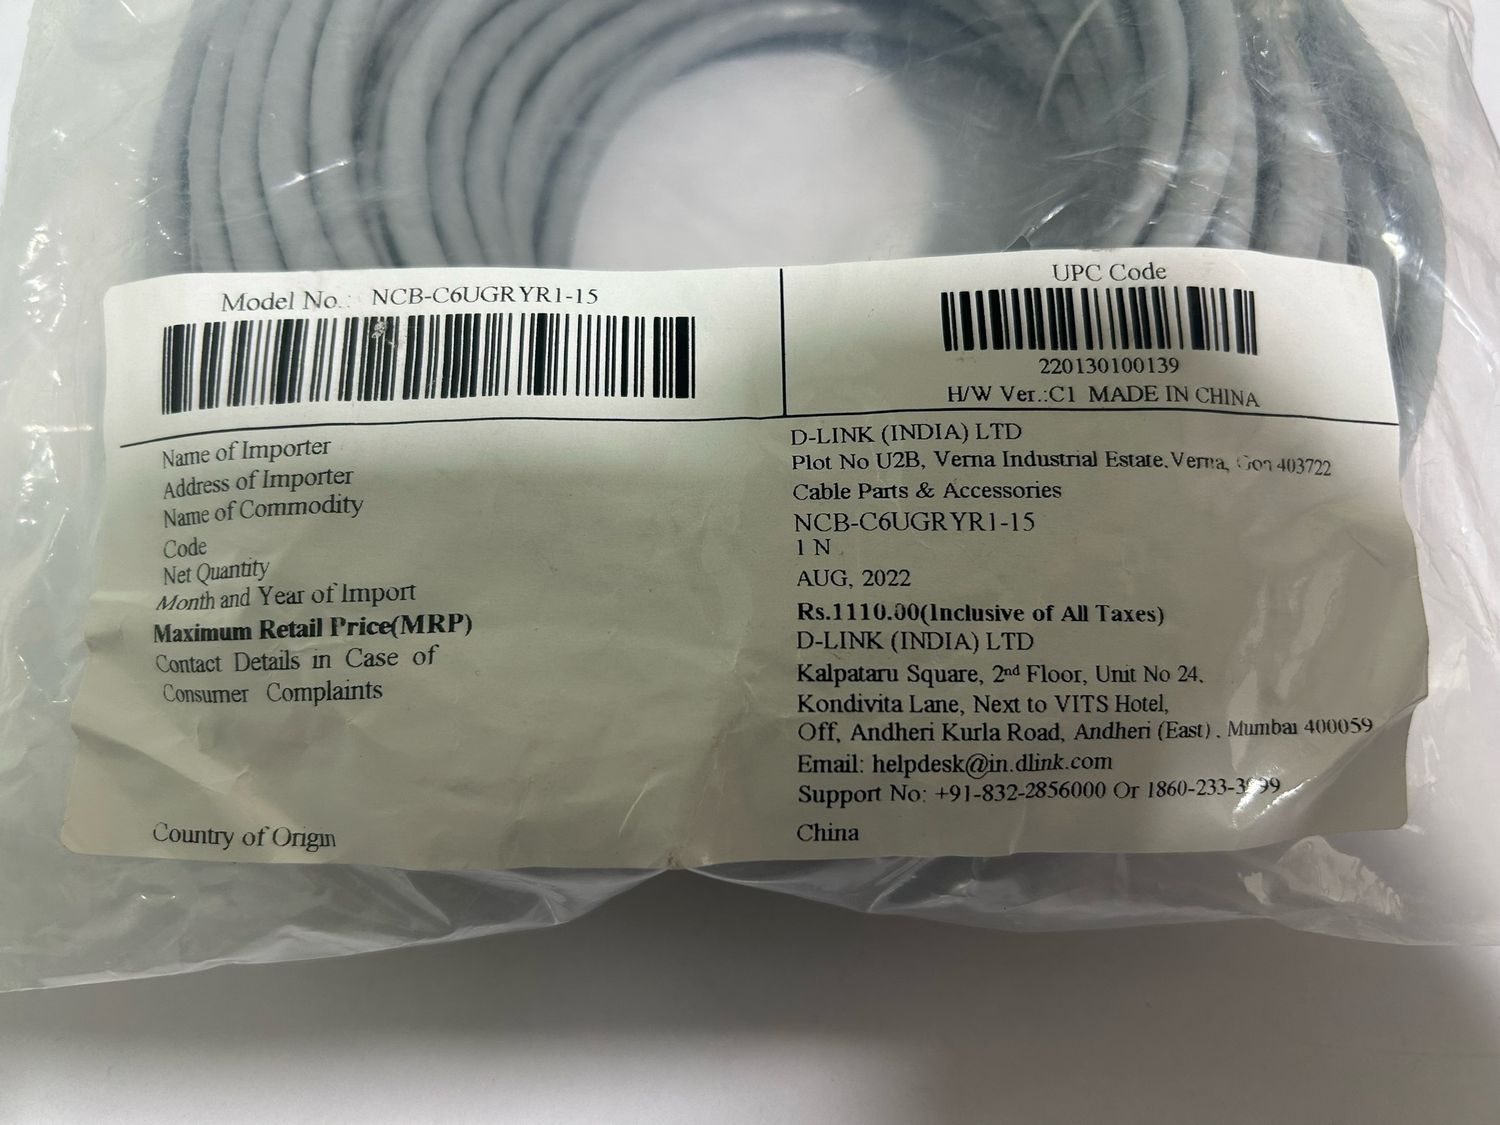 Model No.: NCB-C6UGRYR1-15
UPC Code
220130100139
H/W Ver.:C1 MADE IN CHINA
Name of Importer D-LINK (INDIA) LTD
Address of Importer Plot No U2B, Verna Industrial Estate, Verna, Goa 403722
Name of Commodity Cable Parts & Accessories
Code NCB-C6UGRYR1-15
Net Quantity 1 N
Month and Year of Import AUG, 2022
Maximum Retail Price(MRP) Rs.1110.00(Inclusive of All Taxes)
Contact Details in Case of D-LINK (INDIA) LTD
Consumer Complaints Kalpataru Square, 2nd Floor, Unit No 24,
Kondivita Lane, Next to VITS Hotel,
Off, Andheri Kurla Road, Andheri (East), Mumbai 400059
Email: helpdesk@in.dlink.com
Support No: +91-832-2856000 Or
Country of Origin China